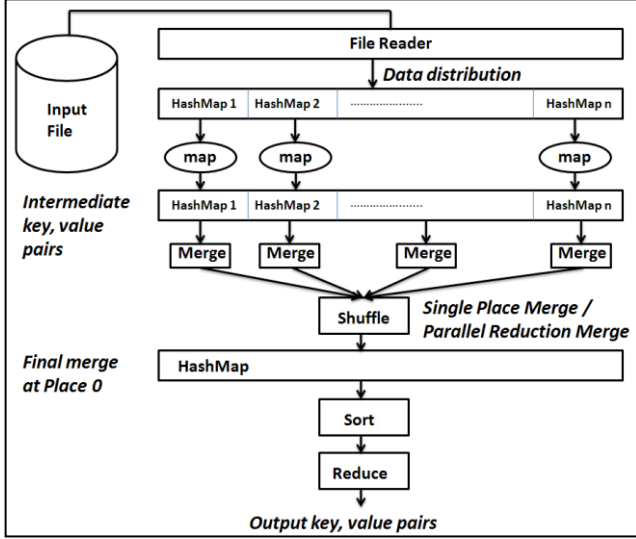 File Reader
Input
File
Data distribution
HashMap 1 HashMap 2 ...................... HashMap n
map map map
Intermediate
key, value
pairs
HashMap 1 HashMap 2 ...................... HashMap n
Merge Merge Merge Merge
Shuffle
Single Place Merge /
Parallel Reduction Merge
Final merge
at Place 0
HashMap
Sort
Reduce
Output key, value pairs